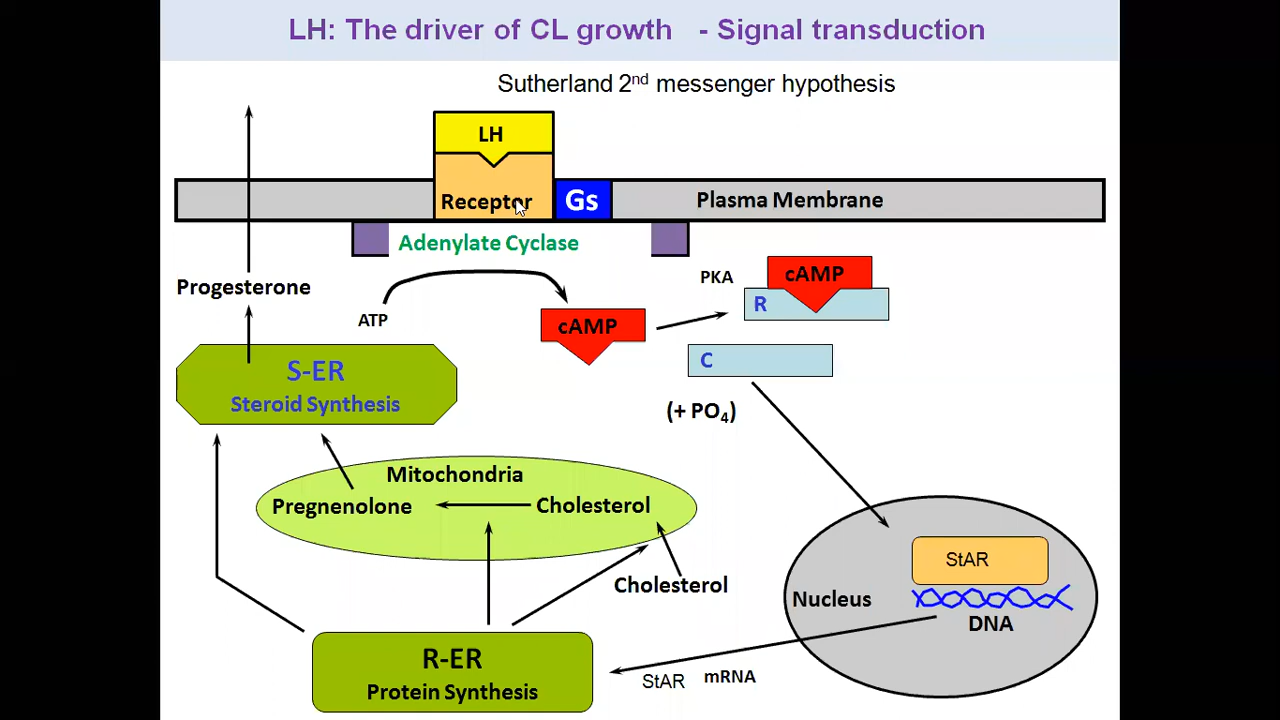 LH: The driver of CL growth - Signal transduction
Sutherland 2nd messenger hypothesis
LH
Receptor
Gs
Plasma Membrane
Adenylate Cyclase
Progesterone
ATP
cAMP
PKA
cAMP
R
C
(+ PO4)
S-ER
Steroid Synthesis
Mitochondria
Pregnenolone
Cholesterol
Cholesterol
StAR
Nucleus
DNA
R-ER
Protein Synthesis
StAR mRNA